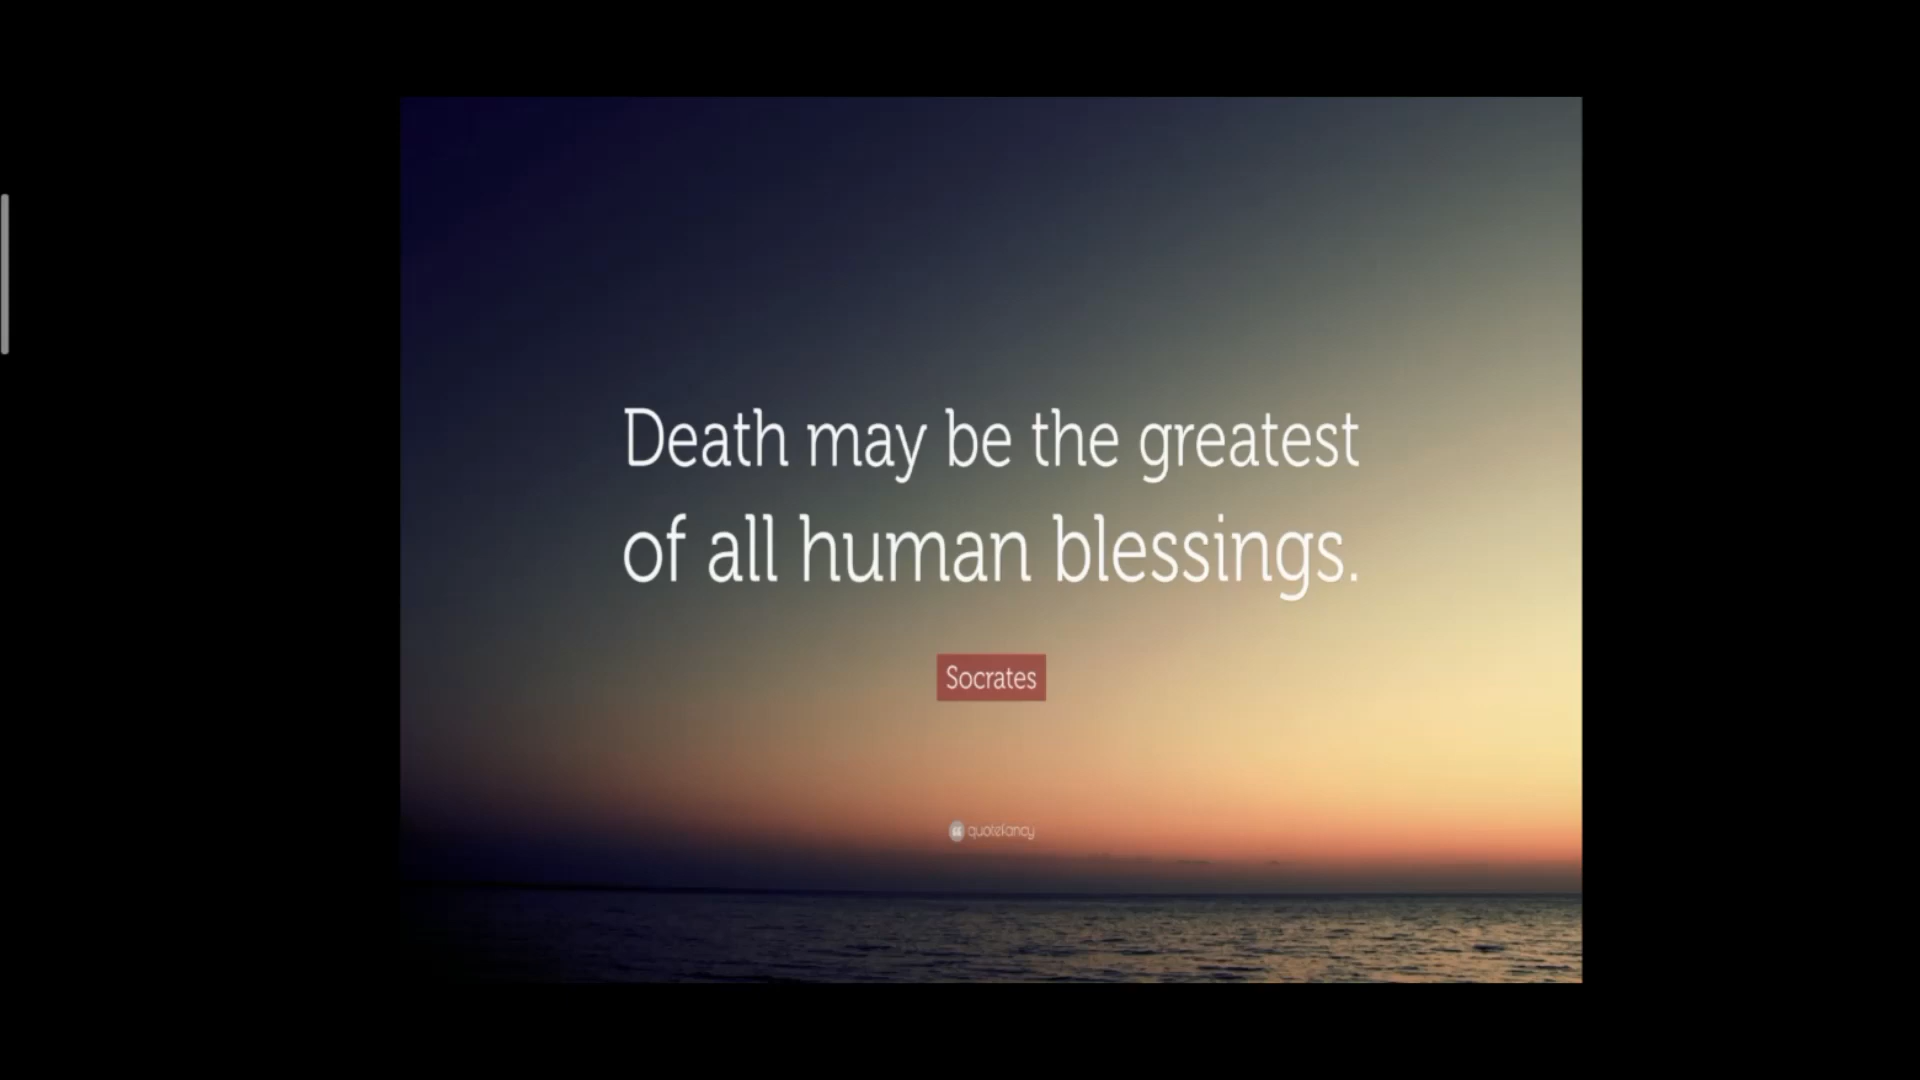 Death may be the greatest
of all human blessings.
Socrates
quotefancy